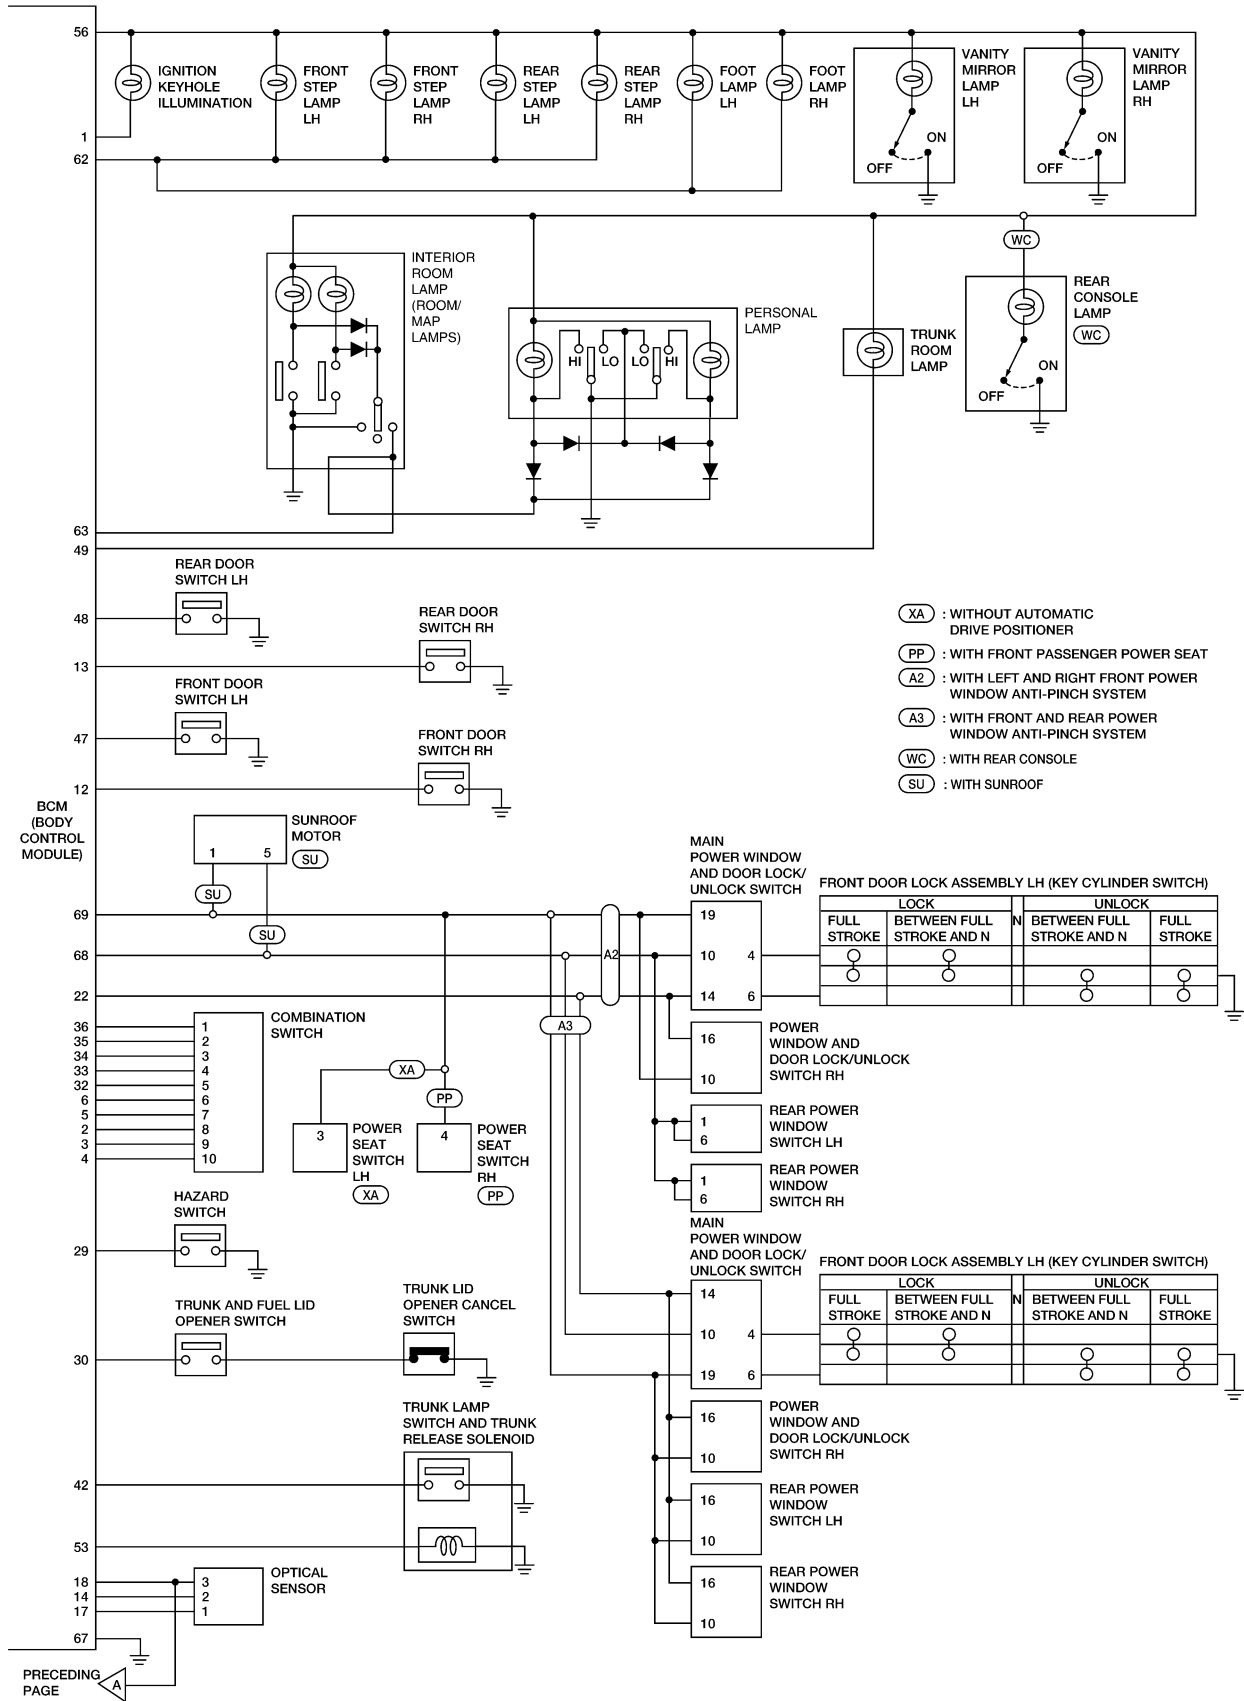 56
IGNITION
KEYHOLE
ILLUMINATION
FRONT
STEP
LAMP
LH
FRONT
STEP
LAMP
RH
REAR
STEP
LAMP
LH
REAR
STEP
LAMP
RH
FOOT
LAMP
LH
FOOT
LAMP
RH
VANITY
MIRROR
LAMP
LH
ON
OFF
VANITY
MIRROR
LAMP
RH
ON
OFF
1
62
INTERIOR
ROOM
LAMP
(ROOM/
MAP
LAMPS)
PERSONAL
LAMP
HI
LO
LO
HI
TRUNK
ROOM
LAMP
WC
REAR
CONSOLE
LAMP
WC
ON
OFF
63
49
REAR DOOR
SWITCH LH
48
REAR DOOR
SWITCH RH
13
FRONT DOOR
SWITCH LH
47
FRONT DOOR
SWITCH RH
12
XA : WITHOUT AUTOMATIC
DRIVE POSITIONER
PP : WITH FRONT PASSENGER POWER SEAT
A2 : WITH LEFT AND RIGHT FRONT POWER
WINDOW ANTI-PINCH SYSTEM
A3 : WITH FRONT AND REAR POWER
WINDOW ANTI-PINCH SYSTEM
WC : WITH REAR CONSOLE
SU : WITH SUNROOF
BCM
(BODY
CONTROL
MODULE)
SUNROOF
MOTOR
SU
1 5
SU
SU
69
68
22
A2
A3
MAIN
POWER WINDOW
AND DOOR LOCK/
UNLOCK SWITCH
19
10 4
14 6
FRONT DOOR LOCK ASSEMBLY LH (KEY CYLINDER SWITCH)
LOCK N UNLOCK
FULL
STROKE
BETWEEN FULL
STROKE AND N
BETWEEN FULL
STROKE AND N
FULL
STROKE
16
10
POWER
WINDOW AND
DOOR LOCK/UNLOCK
SWITCH RH
1
6
REAR POWER
WINDOW
SWITCH LH
1
6
REAR POWER
WINDOW
SWITCH RH
36 1
35 2
34 3
33 4
32 5
6 6
5 7
2 8
3 9
4 10
COMBINATION
SWITCH
XA
PP
3
POWER
SEAT
SWITCH
LH
XA
4
POWER
SEAT
SWITCH
RH
PP
HAZARD
SWITCH
29
TRUNK AND FUEL LID
OPENER SWITCH
30
TRUNK LID
OPENER CANCEL
SWITCH
MAIN
POWER WINDOW
AND DOOR LOCK/
UNLOCK SWITCH
14
10 4
19 6
FRONT DOOR LOCK ASSEMBLY LH (KEY CYLINDER SWITCH)
LOCK N UNLOCK
FULL
STROKE
BETWEEN FULL
STROKE AND N
BETWEEN FULL
STROKE AND N
FULL
STROKE
16
10
POWER
WINDOW AND
DOOR LOCK/UNLOCK
SWITCH RH
16
10
REAR POWER
WINDOW
SWITCH LH
16
10
REAR POWER
WINDOW
SWITCH RH
TRUNK LAMP
SWITCH AND TRUNK
RELEASE SOLENOID
42
53
18 3
14 2
17 1
OPTICAL
SENSOR
67
PRECEDING
PAGE
A